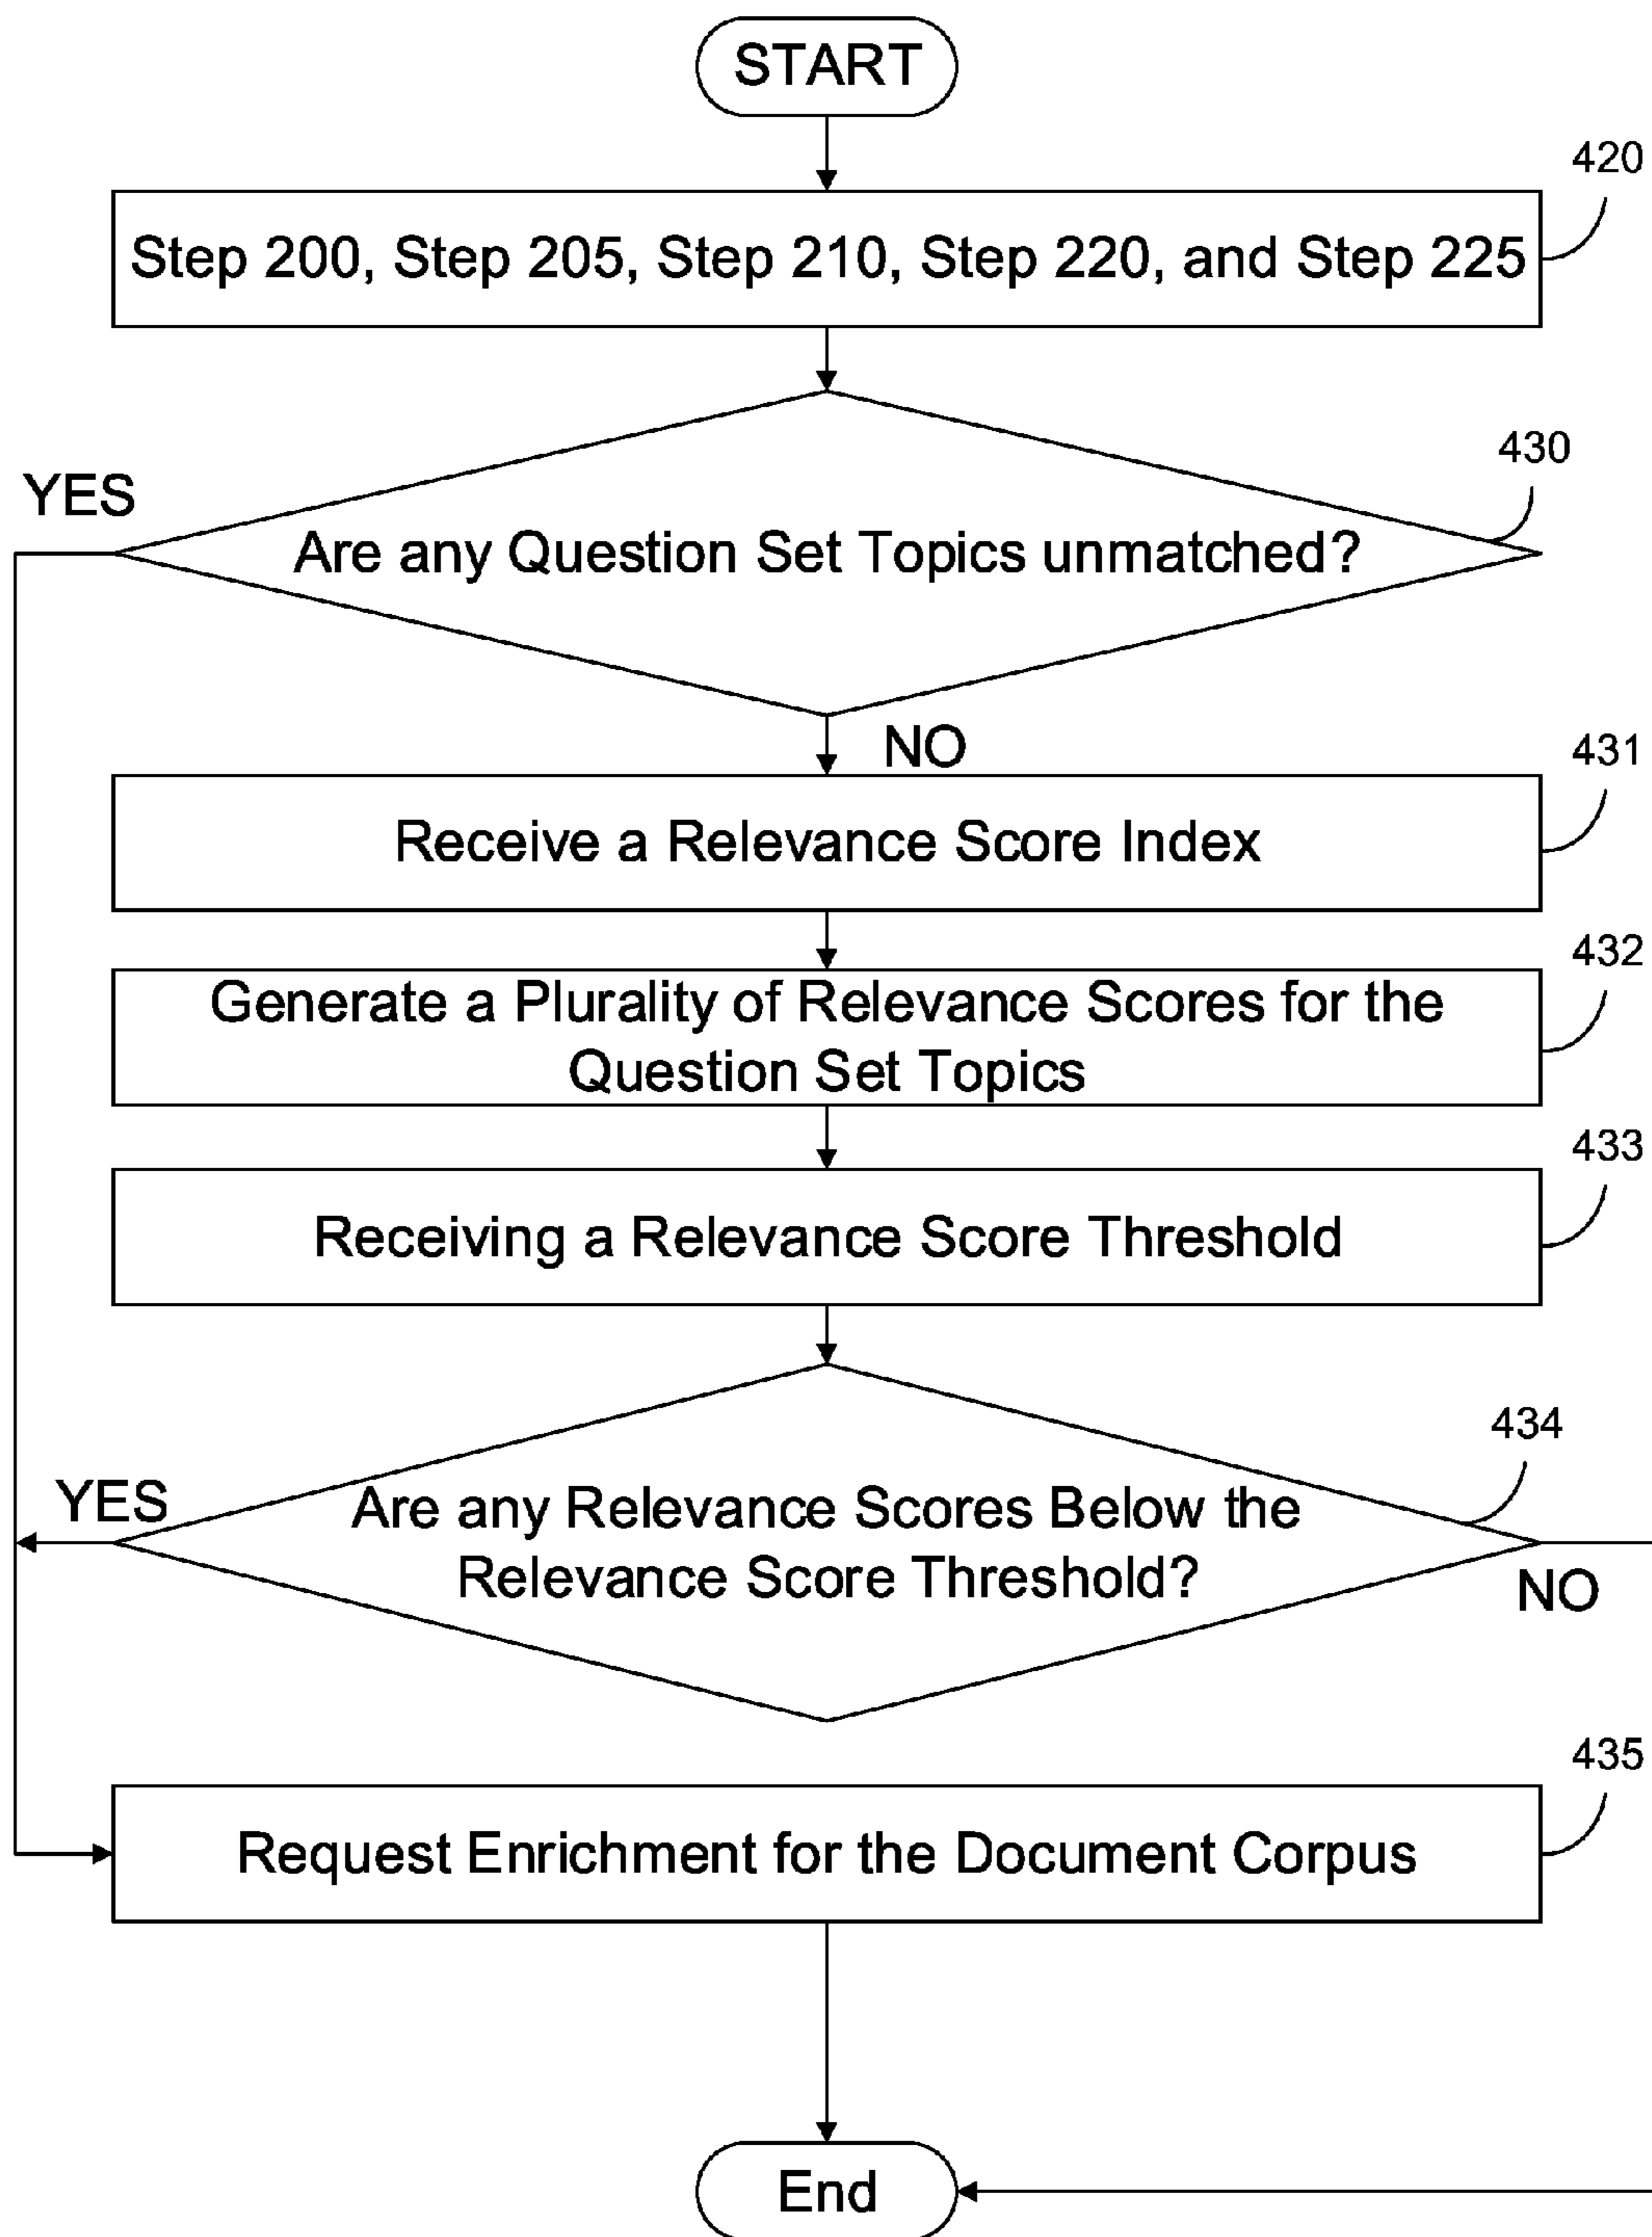 START
420
Step 200, Step 205, Step 210, Step 220, and Step 225
430
YES
Are any Question Set Topics unmatched?
NO
431
Receive a Relevance Score Index
432
Generate a Plurality of Relevance Scores for the
Question Set Topics
433
Receiving a Relevance Score Threshold
434
YES
Are any Relevance Scores Below the
Relevance Score Threshold?
NO
435
Request Enrichment for the Document Corpus
End